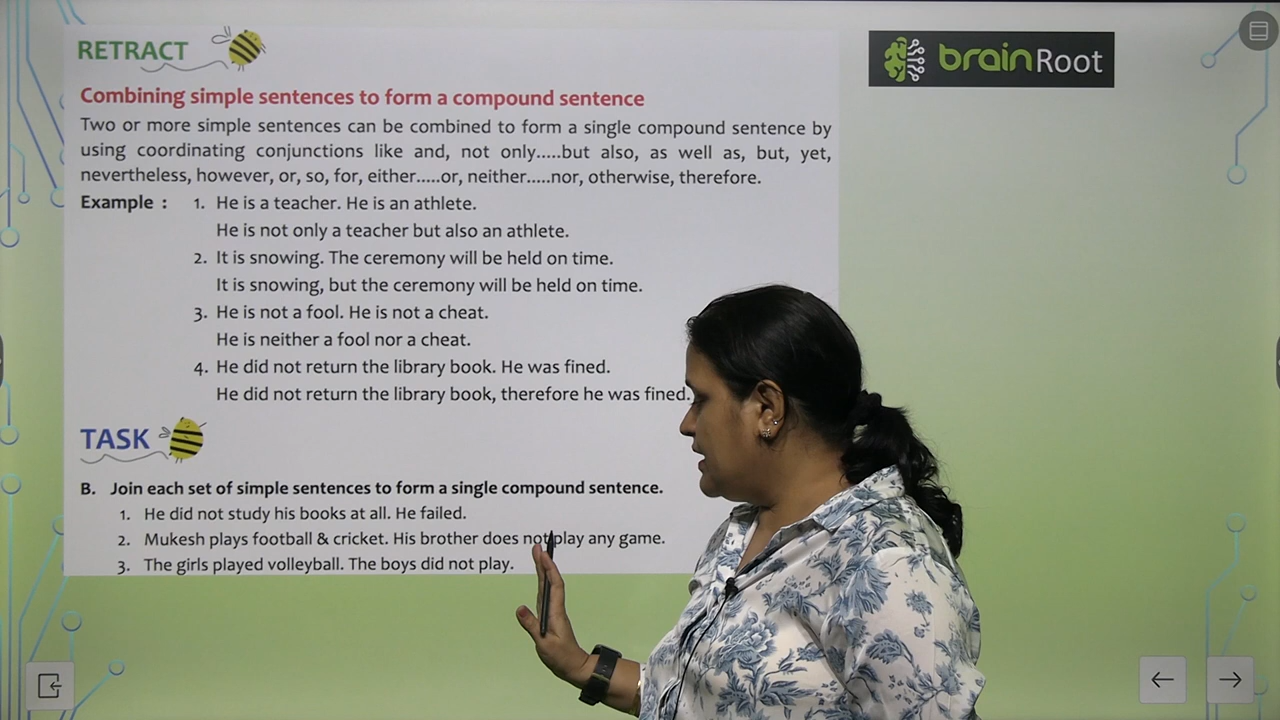 RETRACT
brainRoot
Combining simple sentences to form a compound sentence
Two or more simple sentences can be combined to form a single compound sentence by
using coordinating conjunctions like and, not only.....but also, as well as, but, yet,
nevertheless, however, or, so, for, either.....or, neither.....nor, otherwise, therefore.
Example : 1. He is a teacher. He is an athlete.
He is not only a teacher but also an athlete.
2. It is snowing. The ceremony will be held on time.
It is snowing, but the ceremony will be held on time.
3. He is not a fool. He is not a cheat.
He is neither a fool nor a cheat.
4. He did not return the library book. He was fined.
He did not return the library book, therefore he was fined.
TASK
B. Join each set of simple sentences to form a single compound sentence.
1. He did not study his books at all. He failed.
2. Mukesh plays football & cricket. His brother does not play any game.
3. The girls played volleyball. The boys did not play.